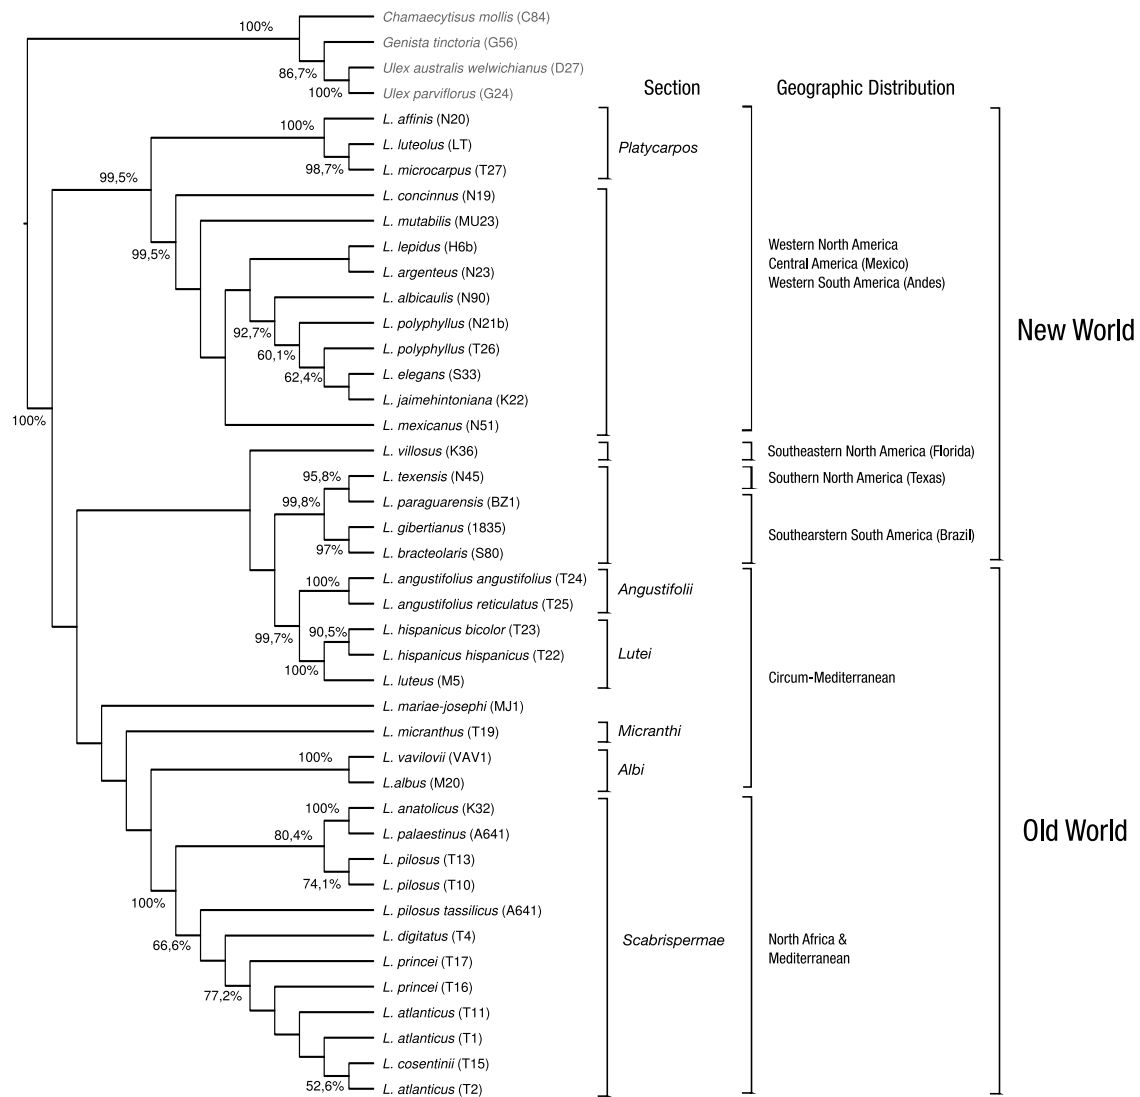 100%
Chamaecytisus mollis (C84)
Genista tinctoria (G56)
86,7%
Ulex australis welwichianus (D27)
100%
Ulex parviflorus (G24)
Section
Geographic Distribution
100%
L. affinis (N20)
L. luteolus (LT)
Platycarpos
98,7%
L. microcarpus (T27)
99,5%
L. concinnus (N19)
L. mutabilis (MU23)
99,5%
L. lepidus (H6b)
Western North America
L. argenteus (N23)
Central America (Mexico)
Western South America (Andes)
L. albicaulis (N90)
92,7%
L. polyphyllus (N21b)
New World
60,1%
L. polyphyllus (T26)
62,4%
L. elegans (S33)
L. jaimehintoniana (K22)
100%
L. mexicanus (N51)
L. villosus (K36)
Southeastern North America (Florida)
95,8%
L. texensis (N45)
Southern North America (Texas)
99,8%
L. paraguarensis (BZ1)
L. gibertianus (1835)
Southearstern South America (Brazil)
97%
L. bracteolaris (S80)
100%
L. angustifolius angustifolius (T24)
Angustifolii
L. angustifolius reticulatus (T25)
90,5%
L. hispanicus bicolor (T23)
99,7%
L. hispanicus hispanicus (T22)
Lutei
100%
L. luteus (M5)
Circum-Mediterranean
L. mariae-josephi (MJ1)
L. micranthus (T19)
Micranthi
100%
L. vavilovii (VAV1)
Albi
L.albus (M20)
100%
L. anatolicus (K32)
80,4%
L. palaestinus (A641)
Old World
L. pilosus (T13)
74,1%
L. pilosus (T10)
100%
L. pilosus tassilicus (A641)
66,6%
L. digitatus (T4)
Scabrispermae
North Africa &
Mediterranean
L. princei (T17)
77,2%
L. princei (T16)
L. atlanticus (T11)
L. atlanticus (T1)
L. cosentinii (T15)
52,6%
L. atlanticus (T2)